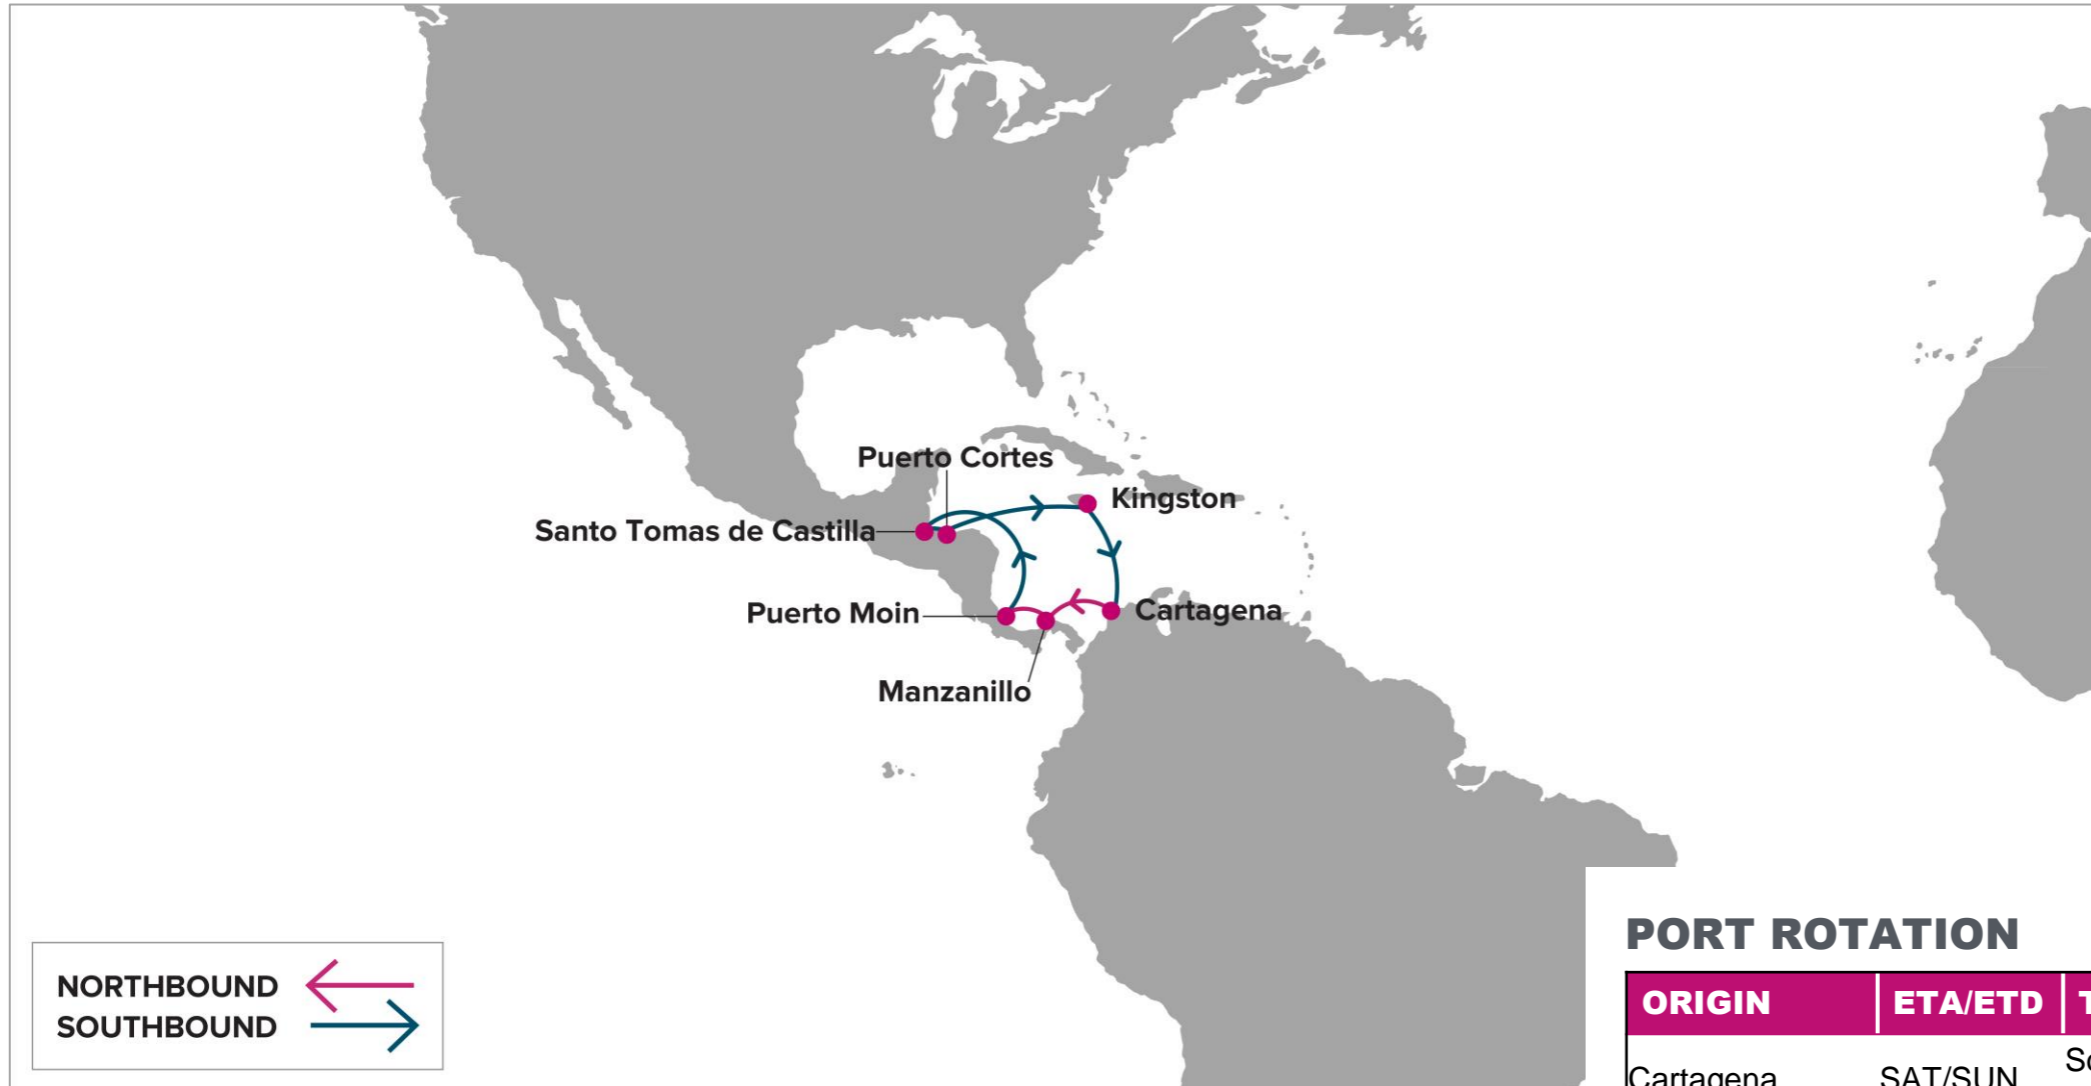 Puerto Cortes
Kingston
Santo Tomas de Castilla
Puerto Moin
Cartagena
Manzanillo
NORTHBOUND
SOUTHBOUND
PORT ROTATION
ORIGIN ETA/ETD
Cartagena SAT/SUN